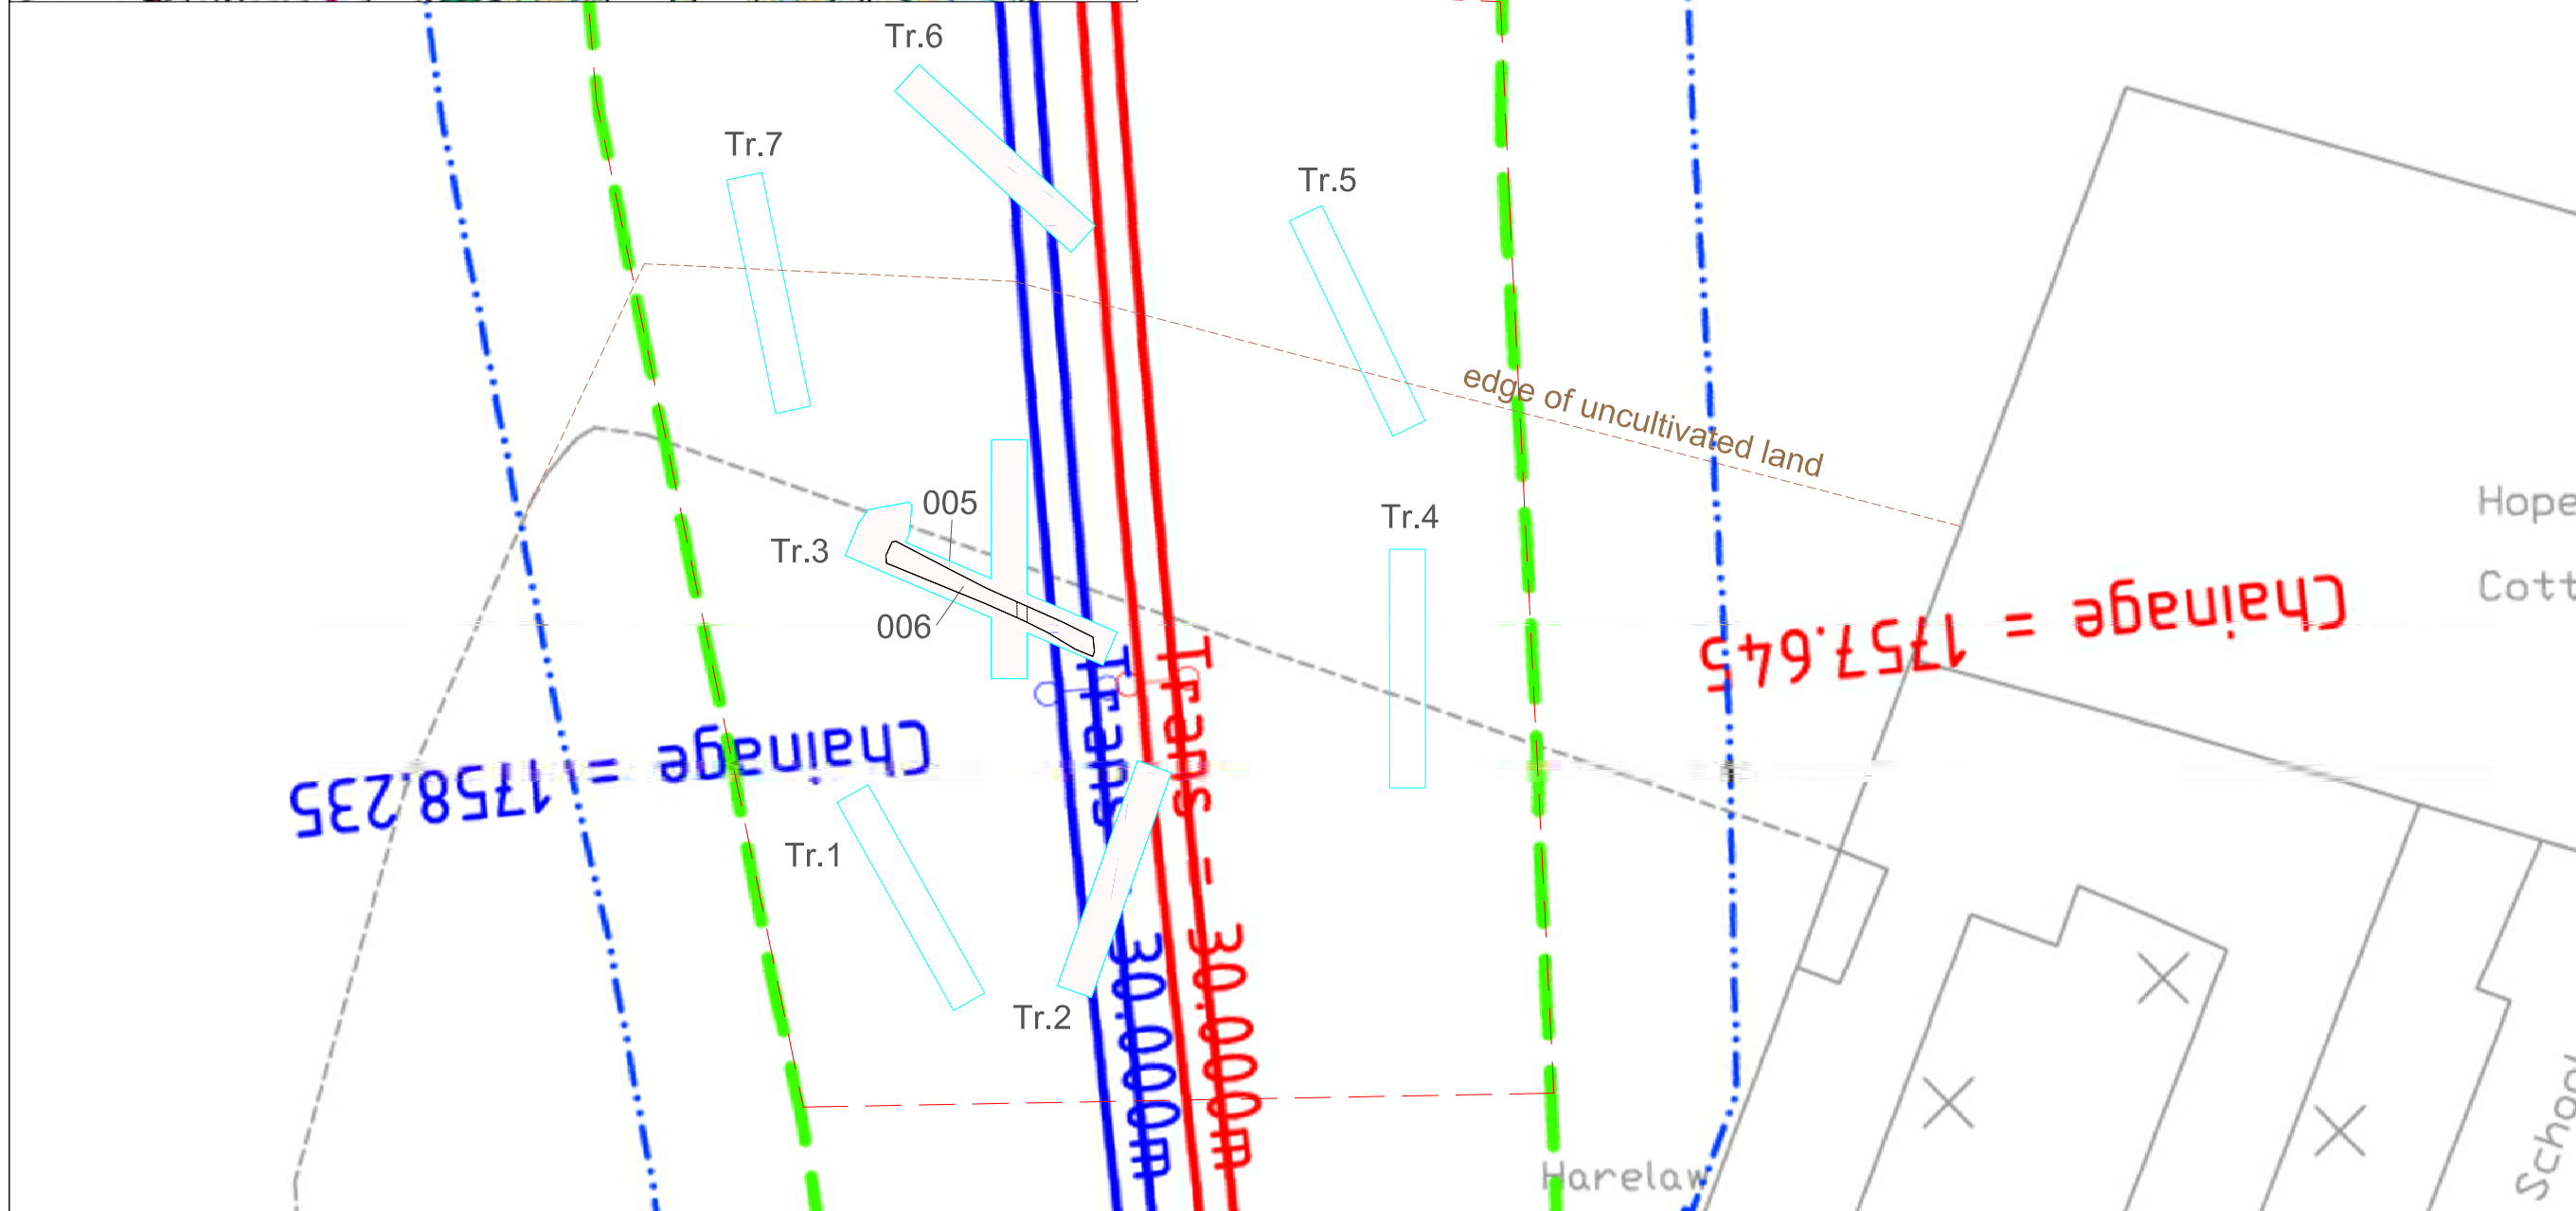 Tr.6
Tr.7
Tr.5
edge of uncultivated land
005
Tr.3
Tr.4
006
Hope
Cott
Chainage = 1757.645
Chainage = 1758.235
Trans - 30.000m
Trans - 30.000m
Tr.1
Tr.2
Harelaw
School